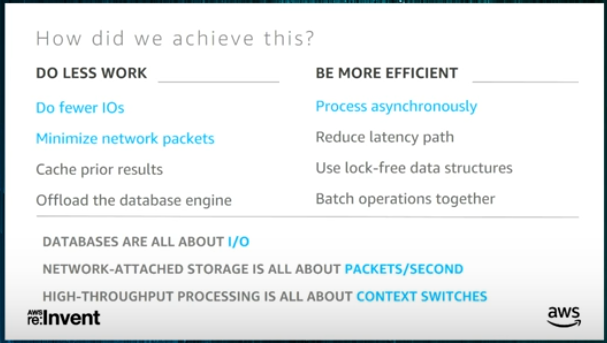 How did we achieve this?
DO LESS WORK
Do fewer IOs
Minimize network packets
Cache prior results
Offload the database engine
BE MORE EFFICIENT
Process asynchronously
Reduce latency path
Use lock-free data structures
Batch operations together
DATABASES ARE ALL ABOUT I/O
NETWORK-ATTACHED STORAGE IS ALL ABOUT PACKETS/SECOND
HIGH-THROUGHPUT PROCESSING IS ALL ABOUT CONTEXT SWITCHES
AWS
re:Invent
aws